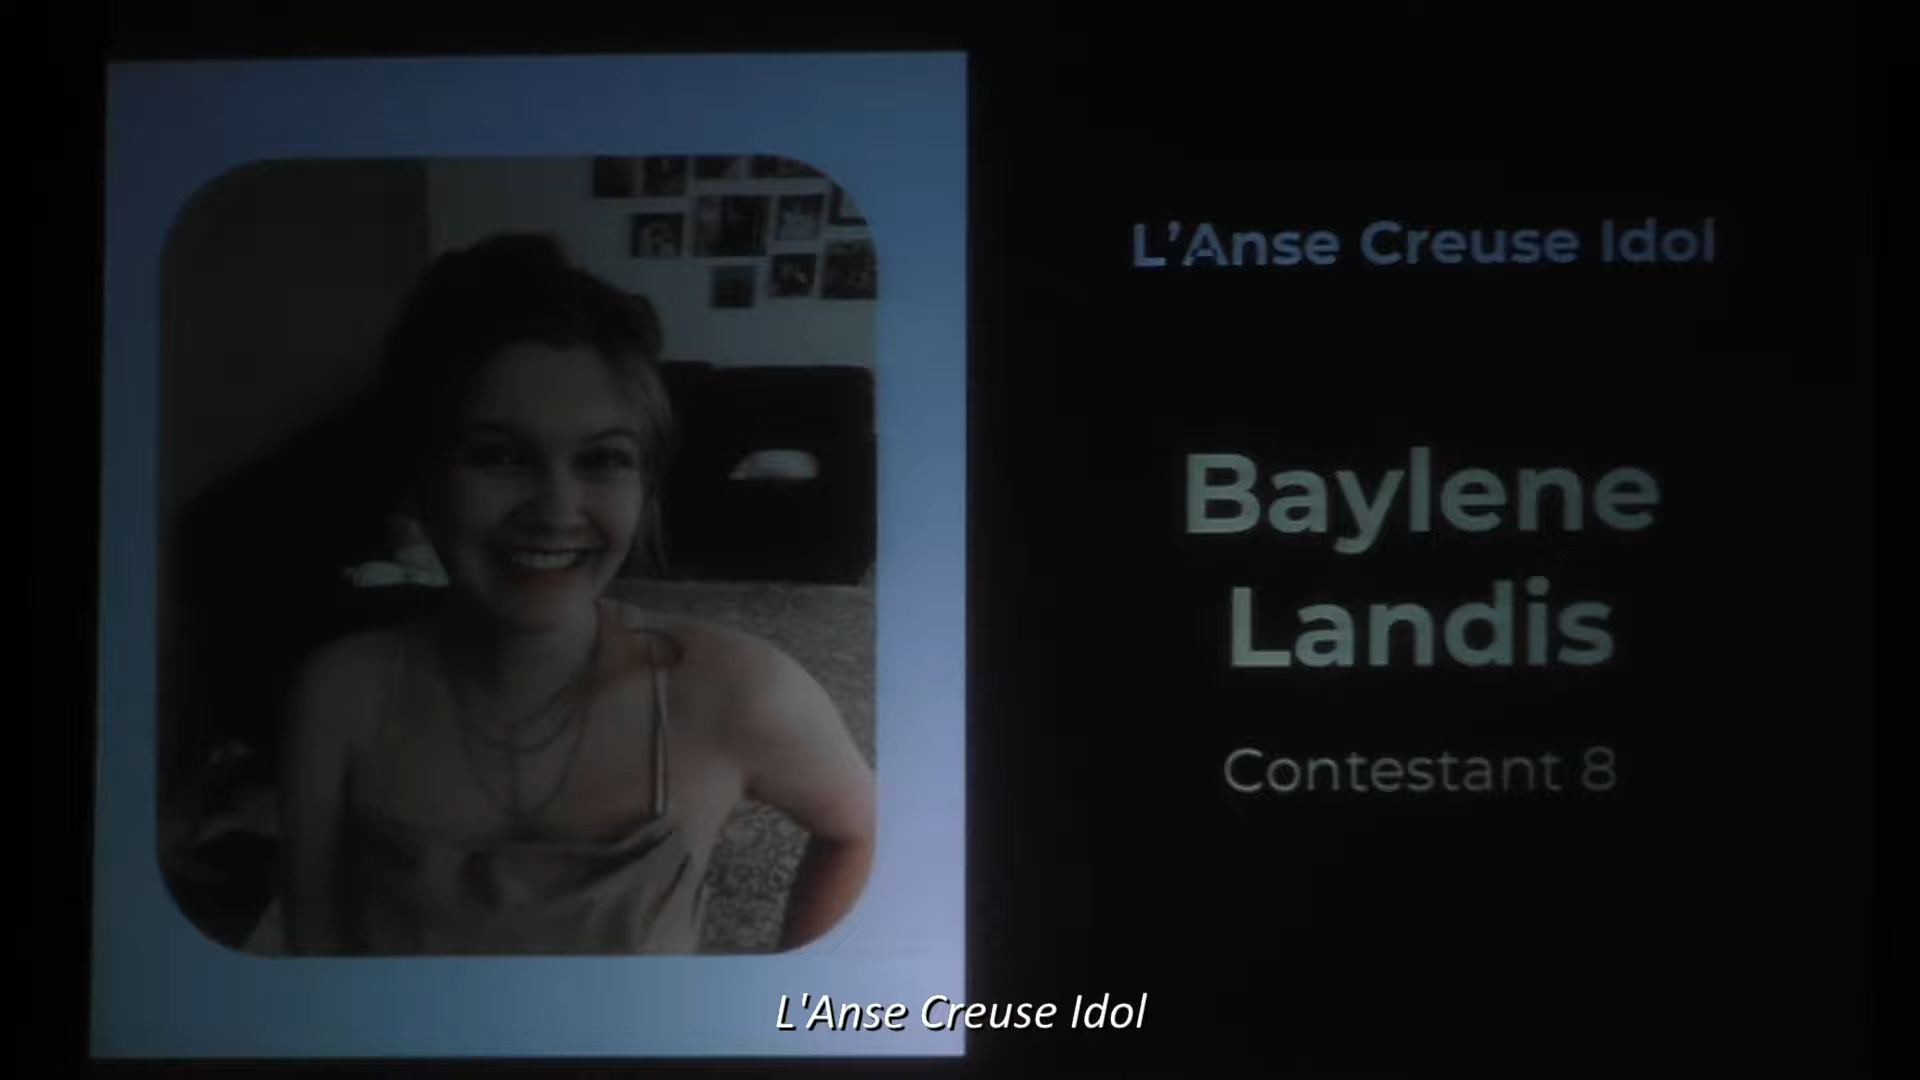 L'Anse Creuse Idol
Baylene
Landis
Contestant 8
L'Anse Creuse Idol